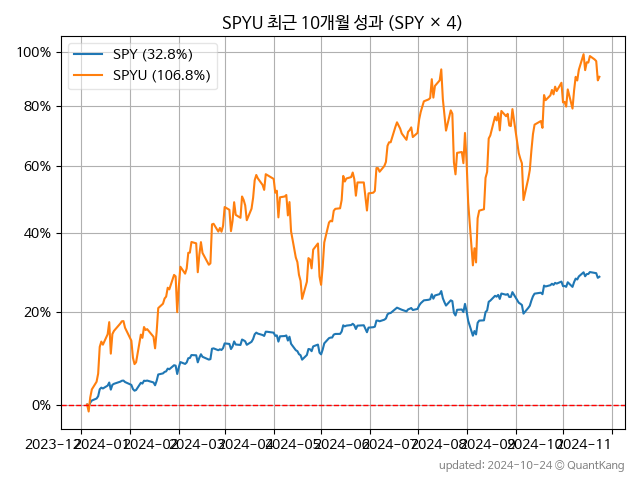 SPYU 최근 10개월 성과 (SPY × 4)
SPY (32.8%)
SPYU (106.8%)
100%
80%
60%
40%
20%
0%
2023-12 2024-01 2024-02 2024-03 2024-04 2024-05 2024-06 2024-07 2024-08 2024-09 2024-10 2024-11
updated: 2024-10-24 © QuantKang